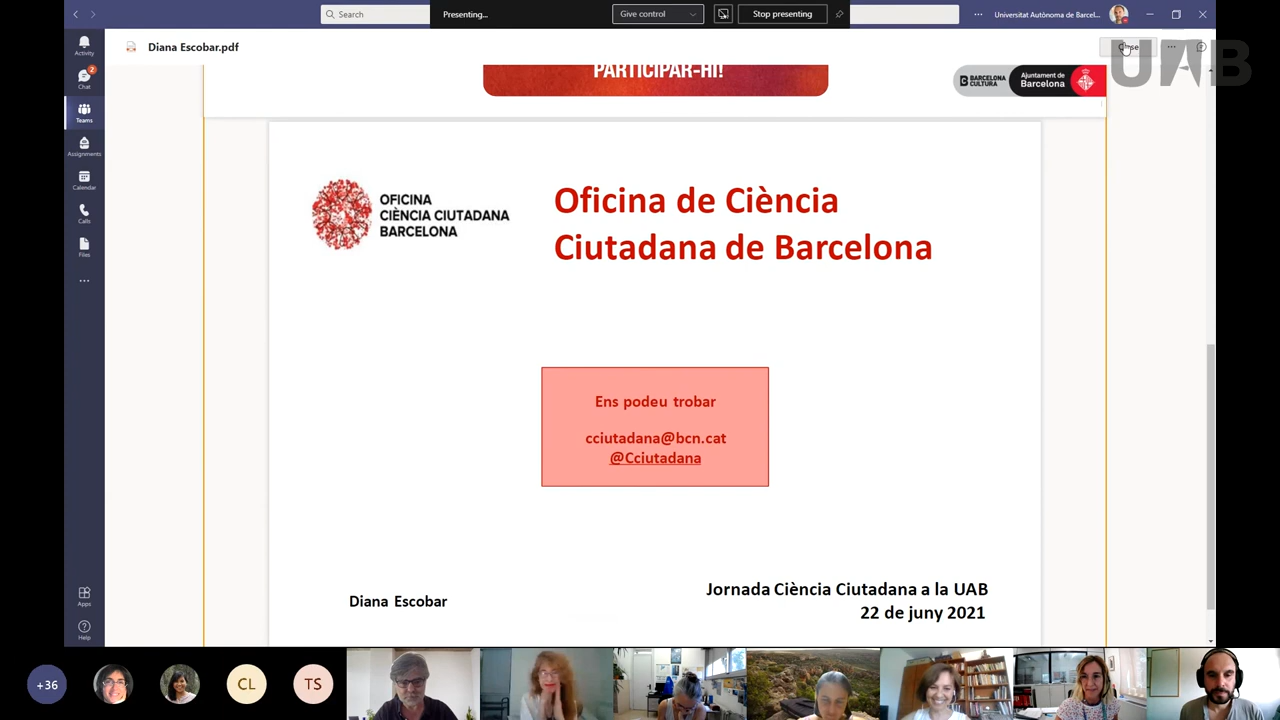 Search
Presenting...
Give control
Stop presenting
Universitat Autònoma de Barcel...
Activity
Diana Escobar.pdf
Close
UAB
2
Chat
PARTICIPAR-HI!
BARCELONA
CULTURA
Ajuntament de
Barcelona
Teams
Assignments
Calendar
Calls
Files
OFICINA
CIÈNCIA CIUTADANA
BARCELONA
Oficina de Ciència
Ciutadana de Barcelona
Ens podeu trobar
cciutadana@bcn.cat
@Cciutadana
Diana Escobar
Jornada Ciència Ciutadana a la UAB
22 de juny 2021
Apps
Help
+36
CL
TS